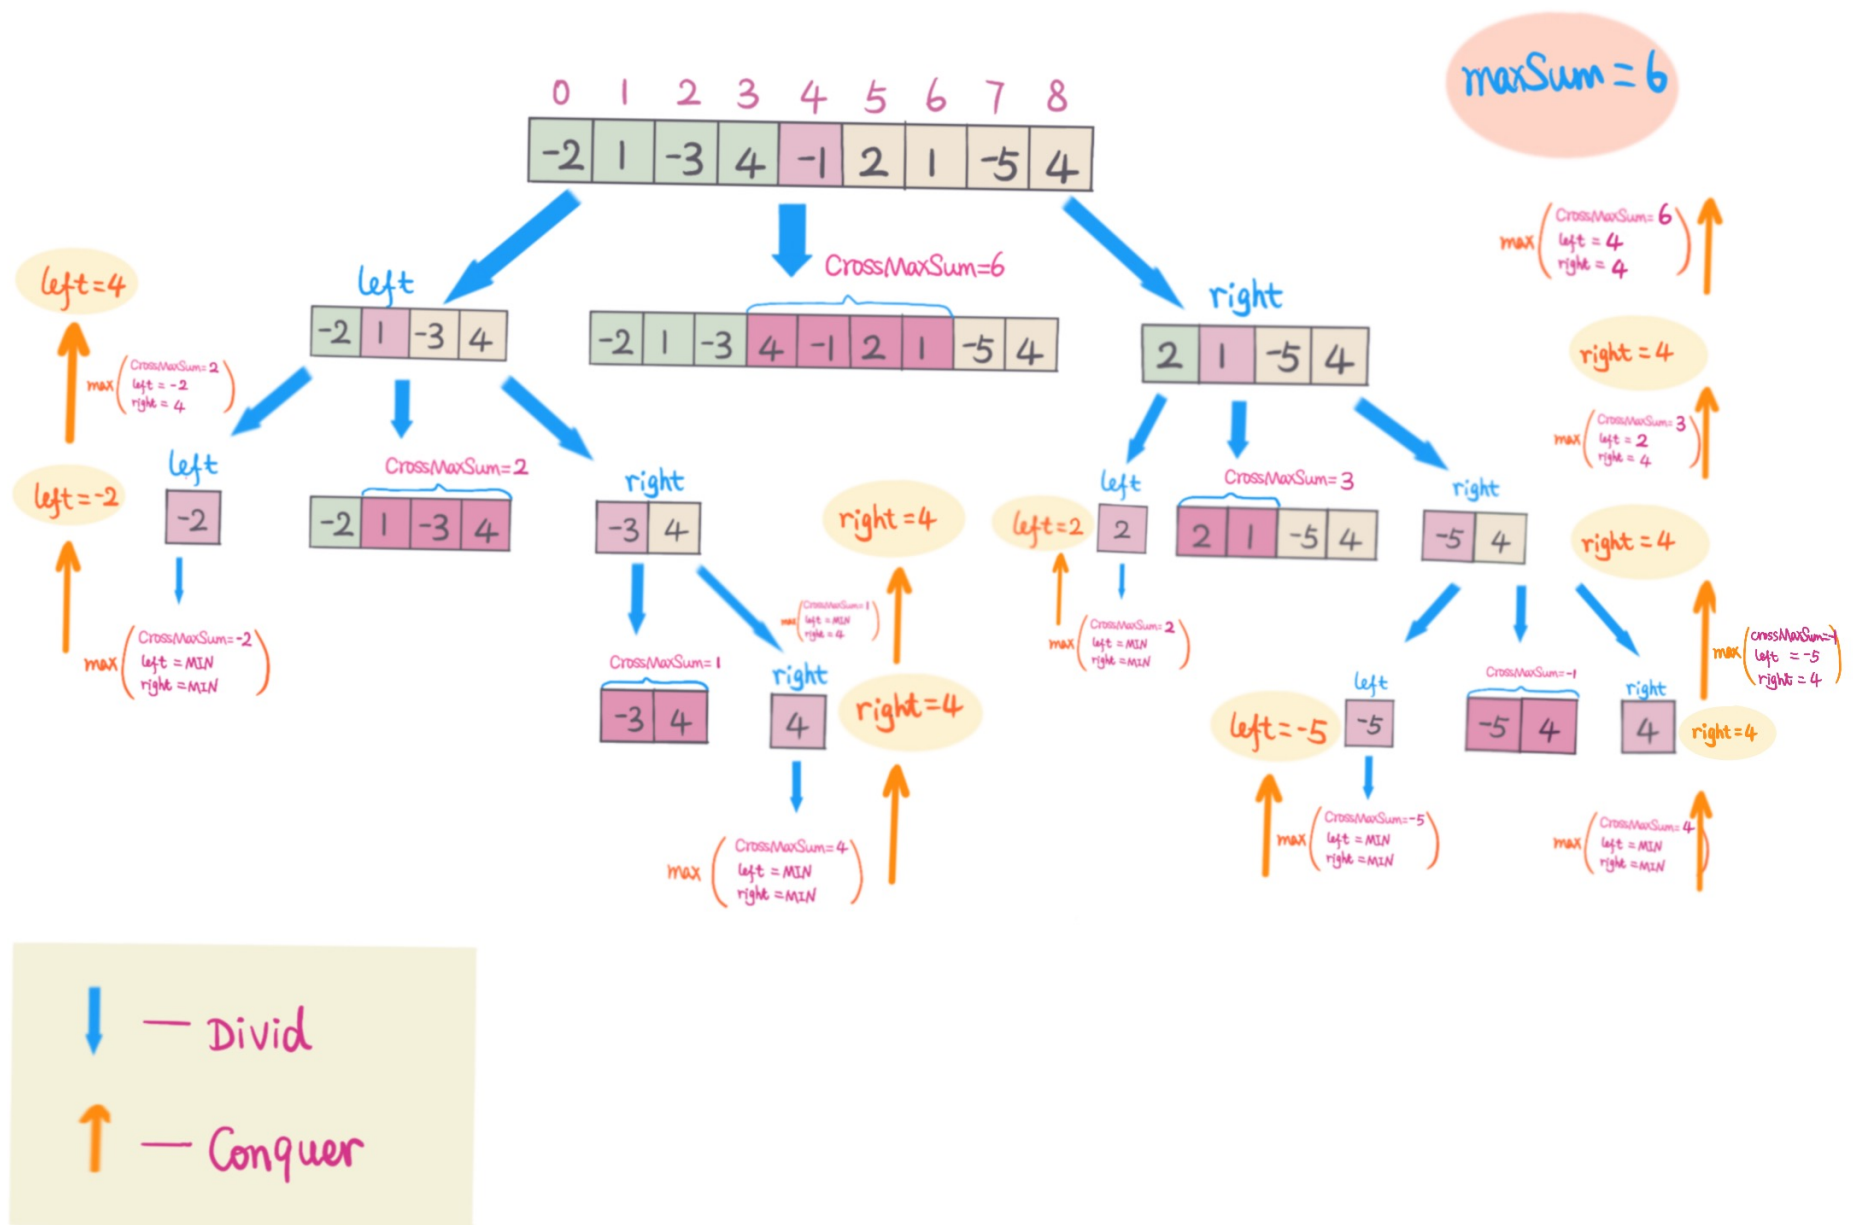 maxSum = 6
0 1 2 3 4 5 6 7 8
-2 1 -3 4 -1 2 1 -5 4
CrossMaxSum=6
left
-2 1 -3 4
-2 1 -3 4 -1 2 1 -5 4
right
2 1 -5 4
max
CrossMaxSum= 6
left = 4
right = 4
left=4
max
CrossMaxSum= 2
left = -2
right = 4
left=-2
left
-2
CrossMaxSum=2
-2 1 -3 4
right
-3 4
max
CrossMaxSum=-2
left = MIN
right =MIN
right=4
max
CrossMaxSum= 1
left = MIN
right = 4
CrossMaxSum= 1
-3 4
right
4
right=4
max
CrossMaxSum= 4
left = MIN
right =MIN
right = 4
max
CrossMaxSum= 3
left = 2
right = 4
left=2
left
2
CrossMaxSum= 3
2 1 -5 4
right
-5 4
right=4
max
CrossMaxSum= 2
left = MIN
right =MIN
max
crossMaxSum=-1
left = -5
right = 4
left=-5
left
-5
CrossMaxSum= -1
-5 4
right
4
right=4
max
CrossMaxSum=-5
left = MIN
right =MIN
max
CrossMaxSum= 4
left = MIN
right =MIN
— Divid
— Conquer